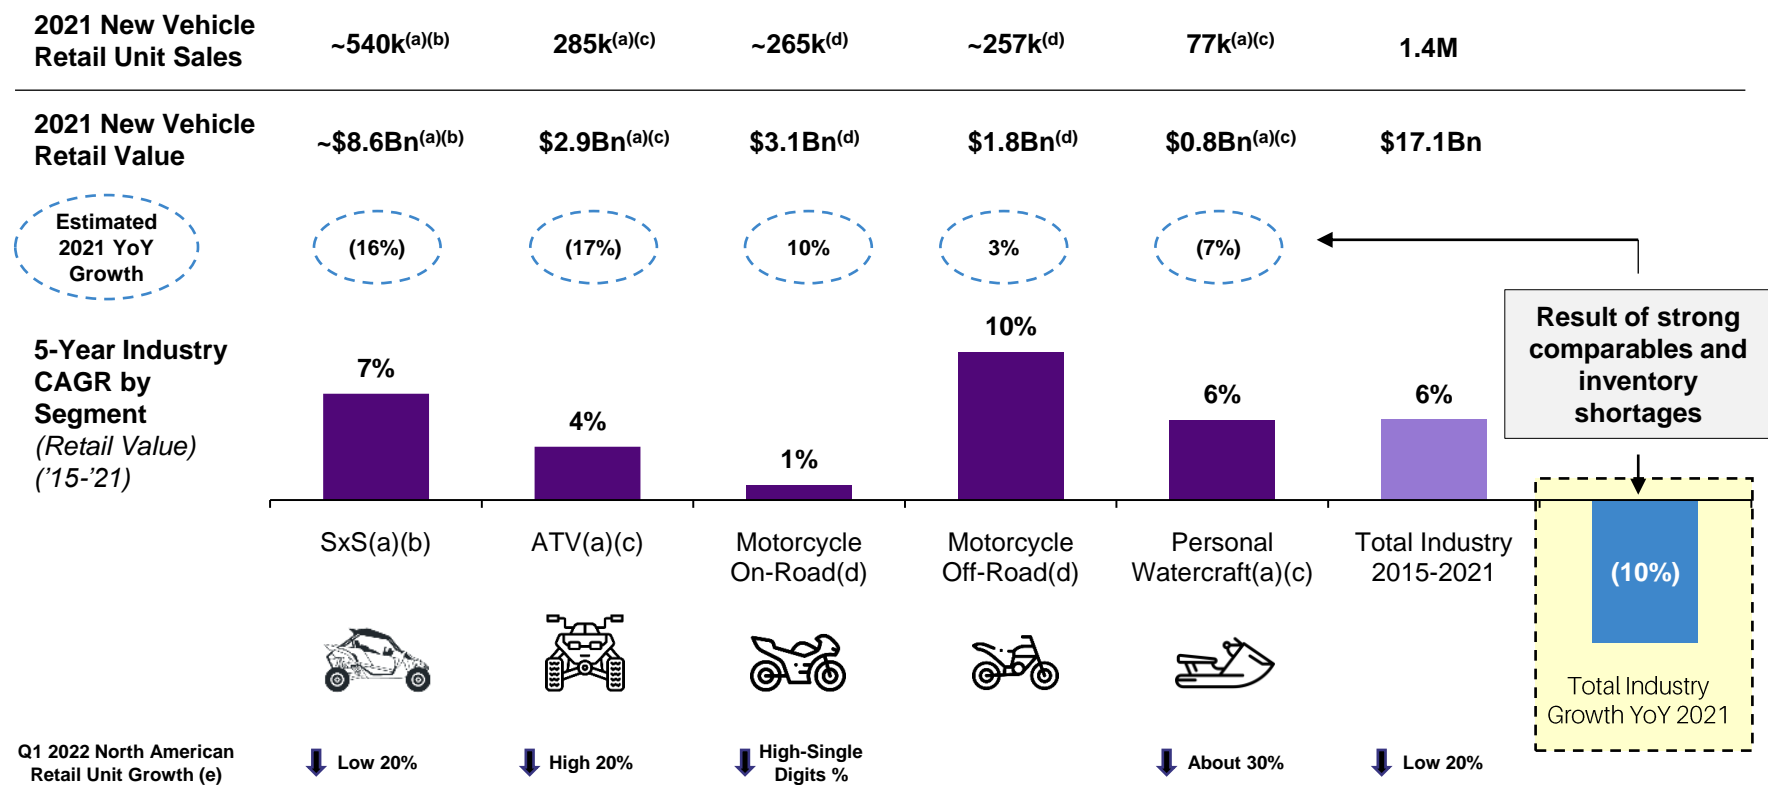 2021 New Vehicle
Retail Unit Sales
~540k(a)(b)
285k(a)(c)
~265k(d)
~257k(d)
77k(a)(c)
1.4M
2021 New Vehicle
Retail Value
~$8.6Bn(a)(b)
$2.9Bn(a)(c)
$3.1Bn(d)
$1.8Bn(d)
$0.8Bn(a)(c)
$17.1Bn
Estimated
2021 YoY
Growth
(16%)
(17%)
10%
3%
(7%)
Result of strong
comparables and
inventory
shortages
5-Year Industry
CAGR by
Segment
(Retail Value)
('15-'21)
7%
4%
1%
10%
6%
6%
(10%)
SxS(a)(b)
ATV(a)(c)
Motorcycle
On-Road(d)
Motorcycle
Off-Road(d)
Personal
Watercraft(a)(c)
Total Industry
2015-2021
Total Industry
Growth YoY 2021
Q1 2022 North American
Retail Unit Growth (e)
Low 20%
High 20%
High-Single
Digits %
About 30%
Low 20%